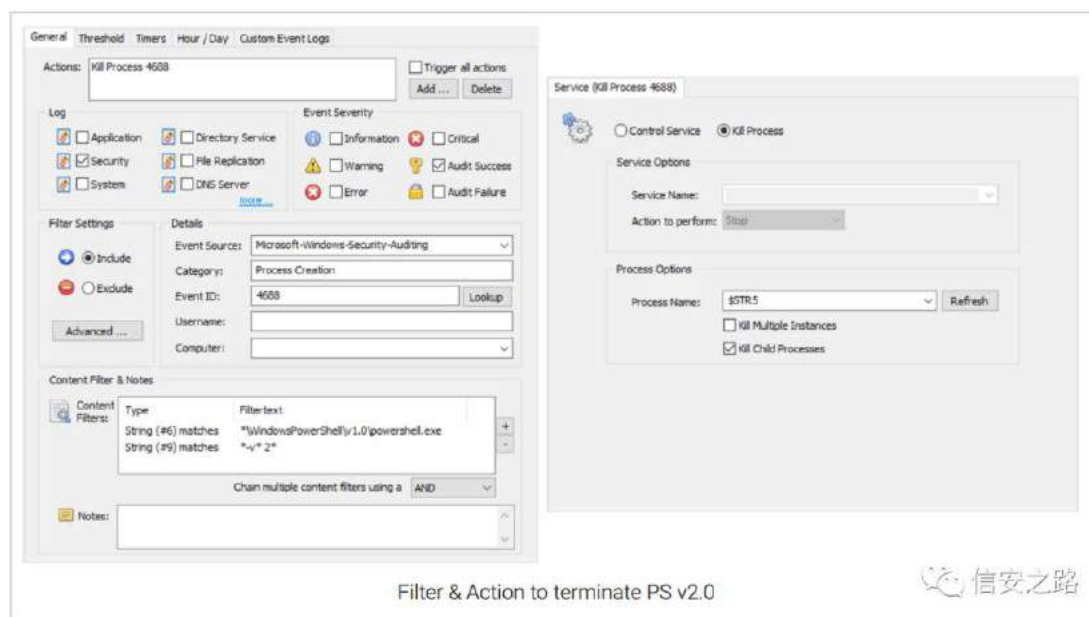 General Threshold Timers Hour / Day Custom Event Logs
Actions: Kill Process 4688
Trigger all actions
Add ... Delete
Log
Application Directory Service
Security File Replication
System DNS Server
more...
Event Severity
Information Critical
Warning Audit Success
Error Audit Failure
Filter Settings
Include
Exclude
Advanced ...
Details
Event Source: Microsoft-Windows-Security-Auditing
Category: Process Creation
Event ID: 4688 Lookup
Username:
Computer:
Content Filter & Notes
Content Filters:
Type Filtertext
String (#6) matches *\WindowsPowerShell\v1.0\powershell.exe
String (#9) matches *-v* 2*
+
-
Chain multiple content filters using a AND
Notes:
Service (Kill Process 4688)
Control Service Kill Process
Service Options
Service Name:
Action to perform: Stop
Process Options
Process Name: $STR5 Refresh
Kill Multiple Instances
Kill Child Processes
Filter & Action to terminate PS v2.0
信安之路